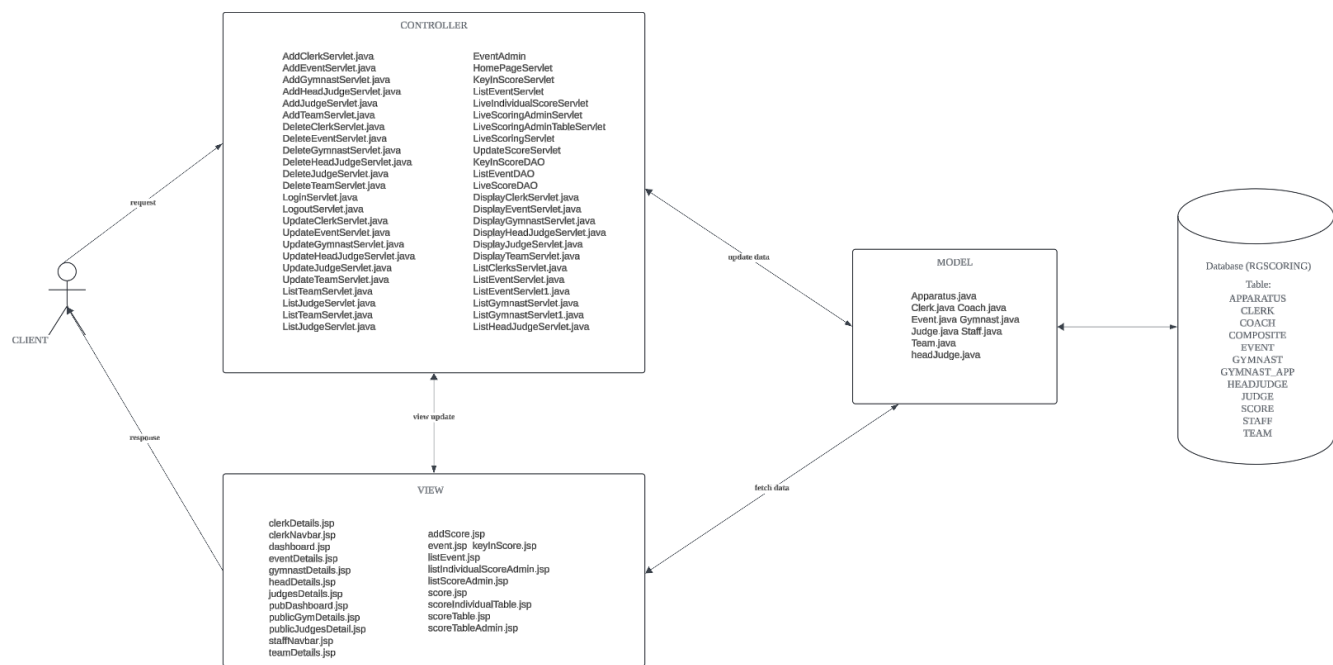 CONTROLLER
AddClerkServlet.java
AddEventServlet.java
AddGymnastServlet.java
AddHeadJudgeServlet.java
AddJudgeServlet.java
AddTeamServlet.java
DeleteClerkServlet.java
DeleteEventServlet.java
DeleteGymnastServlet.java
DeleteHeadJudgeServlet.java
DeleteJudgeServlet.java
DeleteTeamServlet.java
LoginServlet.java
LogoutServlet.java
UpdateClerkServlet.java
UpdateEventServlet.java
UpdateGymnastServlet.java
UpdateHeadJudgeServlet.java
UpdateJudgeServlet.java
UpdateTeamServlet.java
ListTeamServlet.java
ListJudgeServlet.java
ListTeamServlet.java
ListJudgeServlet.java
EventAdmin
HomePageServlet
KeyInScoreServlet
ListEventServlet
LiveIndividualScoreServlet
LiveScoringAdminServlet
LiveScoringAdminTableServlet
LiveScoringServlet
UpdateScoreServlet
KeyInScoreDAO
ListEventDAO
LiveScoreDAO
DisplayClerkServlet.java
DisplayEventServlet.java
DisplayGymnastServlet.java
DisplayHeadJudgeServlet.java
DisplayJudgeServlet.java
DisplayTeamServlet.java
ListClerksServlet.java
ListEventServlet.java
ListEventServlet1.java
ListGymnastServlet.java
ListGymnastServlet1.java
ListHeadJudgeServlet.java
request
CLIENT
response
view update
update data
fetch data
MODEL
Apparatus.java
Clerk.java Coach.java
Event.java Gymnast.java
Judge.java Staff.java
Team.java
headJudge.java
Database (RGSCORING)
Table:
APPARATUS
CLERK
COACH
COMPOSITE
EVENT
GYMNAST
GYMNAST_APP
HEADJUDGE
JUDGE
SCORE
STAFF
TEAM
VIEW
clerkDetails.jsp
clerkNavbar.jsp
dashboard.jsp
eventDetails.jsp
gymnastDetails.jsp
headDetails.jsp
judgesDetails.jsp
pubDashboard.jsp
publicGymDetails.jsp
publicJudgesDetail.jsp
staffNavbar.jsp
teamDetails.jsp
addScore.jsp
event.jsp keyInScore.jsp
listEvent.jsp
listIndividualScoreAdmin.jsp
listScoreAdmin.jsp
score.jsp
scoreIndividualTable.jsp
scoreTable.jsp
scoreTableAdmin.jsp